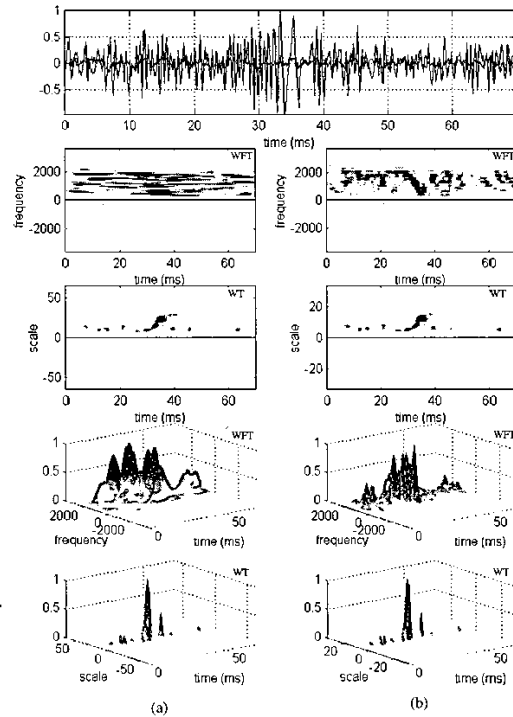 1
0.5
0
-0.5
0 10 20 30 40 50 60
time (ms)
WFT WFT
2000 2000
0 0
-2000 -2000
frequency frequency
0 20 40 60 0 20 40 60
time (ms) time (ms)
WT WT
50 20
0 0
-50 -20
scale scale
0 20 40 60 0 20 40 60
time (ms) time (ms)
WFT WFT
1 1
0.5 0.5
0 0
2000 0 -2000 0 50 2000 0 -2000 0 50
frequency time (ms) frequency time (ms)
WT WT
1 1
0.5 0.5
0 0
50 0 -50 0 50 20 0 -20 0 50
scale time (ms) scale time (ms)
(a) (b)